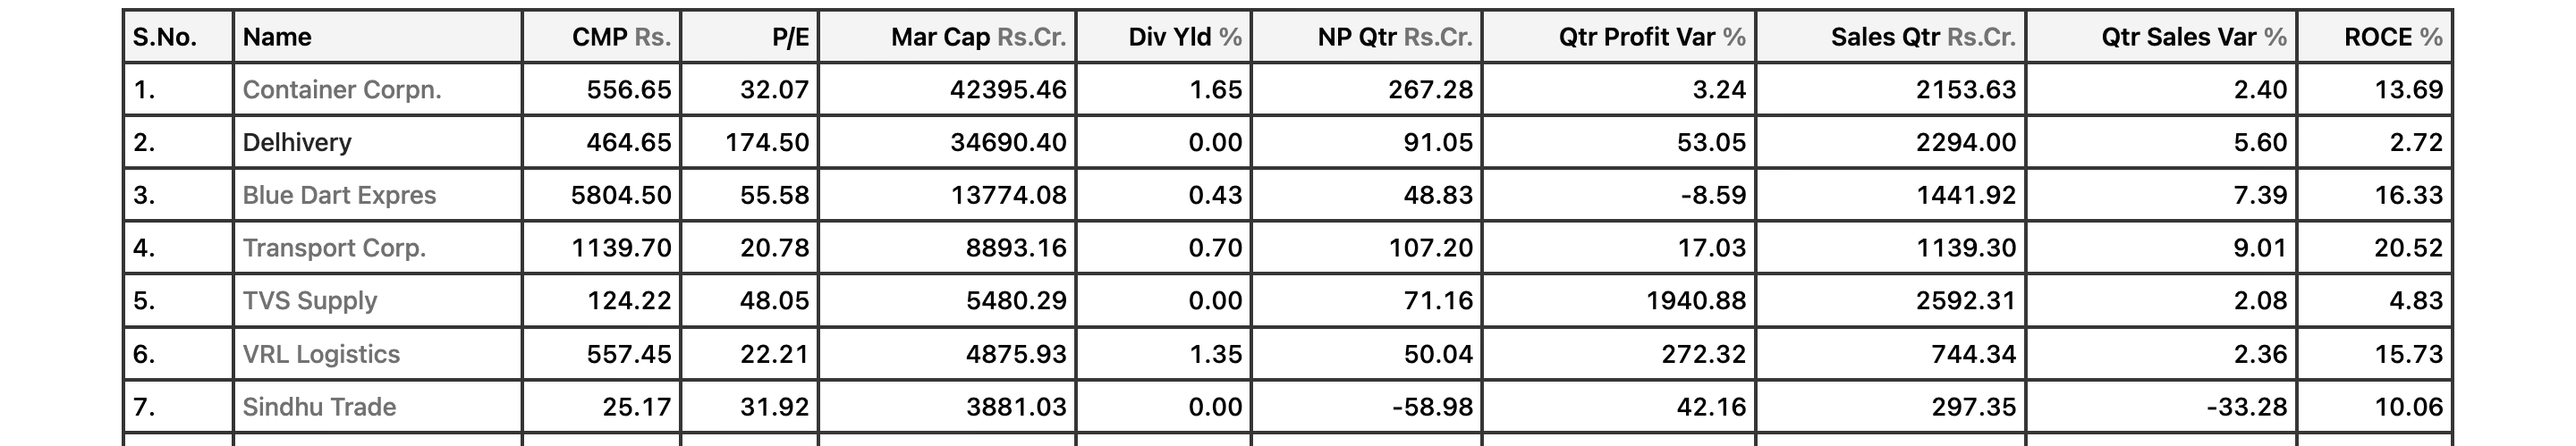 S.No. Name CMP Rs. P/E Mar Cap Rs.Cr. Div Yld % NP Qtr Rs.Cr. Qtr Profit Var % Sales Qtr Rs.Cr. Qtr Sales Var % ROCE %
1. Container Corpn. 556.65 32.07 42395.46 1.65 267.28 3.24 2153.63 2.40 13.69
2. Delhivery 464.65 174.50 34690.40 0.00 91.05 53.05 2294.00 5.60 2.72
3. Blue Dart Expres 5804.50 55.58 13774.08 0.43 48.83 -8.59 1441.92 7.39 16.33
4. Transport Corp. 1139.70 20.78 8893.16 0.70 107.20 17.03 1139.30 9.01 20.52
5. TVS Supply 124.22 48.05 5480.29 0.00 71.16 1940.88 2592.31 2.08 4.83
6. VRL Logistics 557.45 22.21 4875.93 1.35 50.04 272.32 744.34 2.36 15.73
7. Sindhu Trade 25.17 31.92 3881.03 0.00 -58.98 42.16 297.35 -33.28 10.06